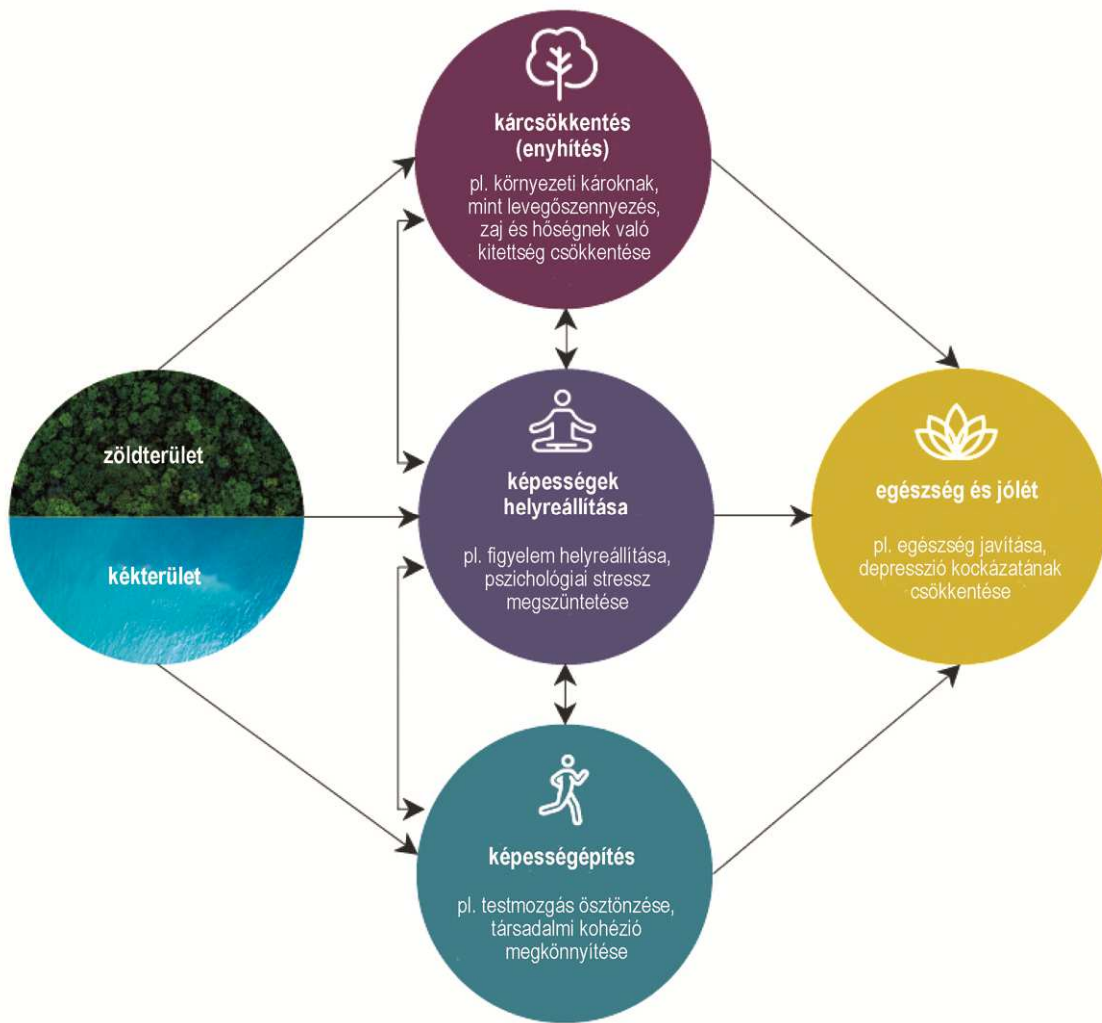 kárcsökkentés
(enyhítés)
pl. környezeti károknak,
mint levegőszennyezés,
zaj és hőségnek való
kitettség csökkentése
zöldterület
kékterület
képességek
helyreállítása
pl. figyelem helyreállítása,
pszichológiai stressz
megszüntetése
egészség és jólét
pl. egészség javítása,
depresszió kockázatának
csökkentése
képességépítés
pl. testmozgás ösztönzése,
társadalmi kohézió
megkönnyítése